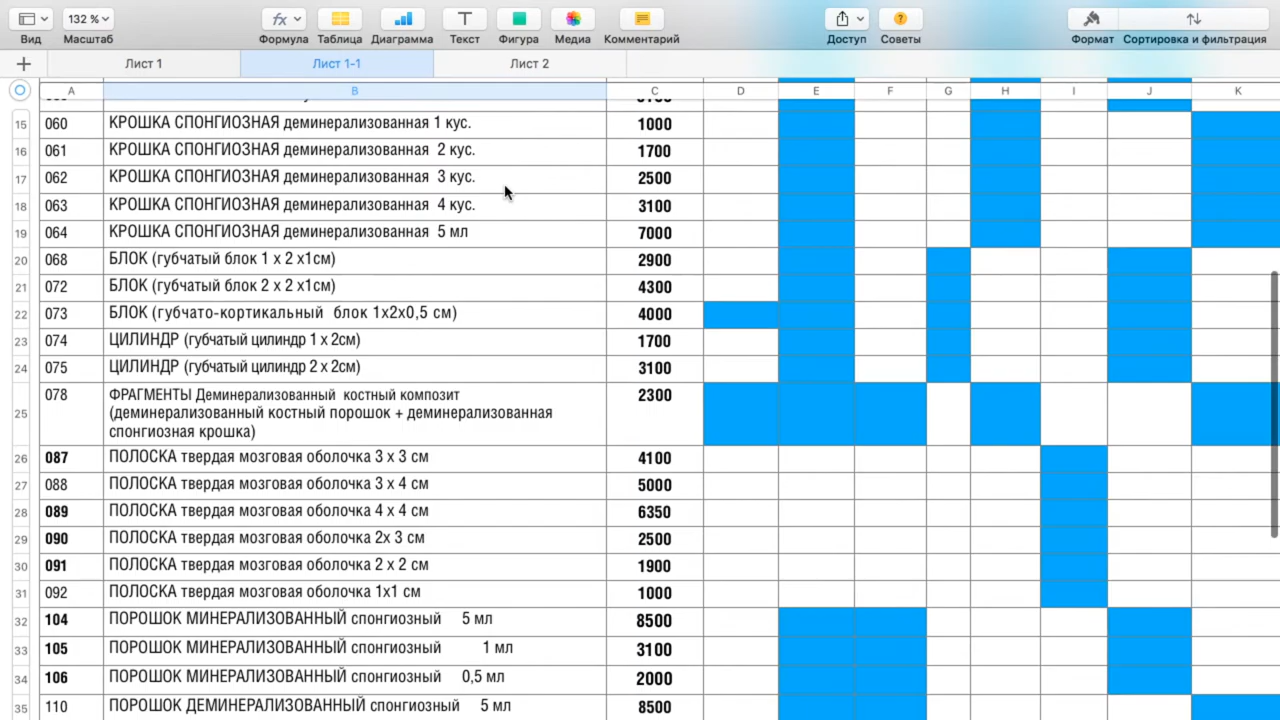 132 %
Вид
Масштаб
Формула
Таблица
Диаграмма
Текст
Фигура
Медиа
Комментарий
Доступ
Советы
Формат
Сортировка и фильтрация
Лист 1
Лист 1-1
Лист 2
A B C D E F G H I J K
15 060 КРОШКА СПОНГИОЗНАЯ деминерализованная 1 кус. 1000
16 061 КРОШКА СПОНГИОЗНАЯ деминерализованная 2 кус. 1700
17 062 КРОШКА СПОНГИОЗНАЯ деминерализованная 3 кус. 2500
18 063 КРОШКА СПОНГИОЗНАЯ деминерализованная 4 кус. 3100
19 064 КРОШКА СПОНГИОЗНАЯ деминерализованная 5 мл 7000
20 068 БЛОК (губчатый блок 1 х 2 х1см) 2900
21 072 БЛОК (губчатый блок 2 х 2 х1см) 4300
22 073 БЛОК (губчато-кортикальный блок 1х2х0,5 см) 4000
23 074 ЦИЛИНДР (губчатый цилиндр 1 х 2см) 1700
24 075 ЦИЛИНДР (губчатый цилиндр 2 х 2см) 3100
25 078 ФРАГМЕНТЫ Деминерализованный костный композит 2300
(деминерализованный костный порошок + деминерализованная
спонгиозная крошка)
26 087 ПОЛОСКА твердая мозговая оболочка 3 х 3 см 4100
27 088 ПОЛОСКА твердая мозговая оболочка 3 х 4 см 5000
28 089 ПОЛОСКА твердая мозговая оболочка 4 х 4 см 6350
29 090 ПОЛОСКА твердая мозговая оболочка 2х 3 см 2500
30 091 ПОЛОСКА твердая мозговая оболочка 2 х 2 см 1900
31 092 ПОЛОСКА твердая мозговая оболочка 1х1 см 1000
32 104 ПОРОШОК МИНЕРАЛИЗОВАННЫЙ спонгиозный 5 мл 8500
33 105 ПОРОШОК МИНЕРАЛИЗОВАННЫЙ спонгиозный 1 мл 3100
34 106 ПОРОШОК МИНЕРАЛИЗОВАННЫЙ спонгиозный 0,5 мл 2000
35 110 ПОРОШОК ДЕМИНЕРАЛИЗОВАННЫЙ спонгиозный 5 мл 8500